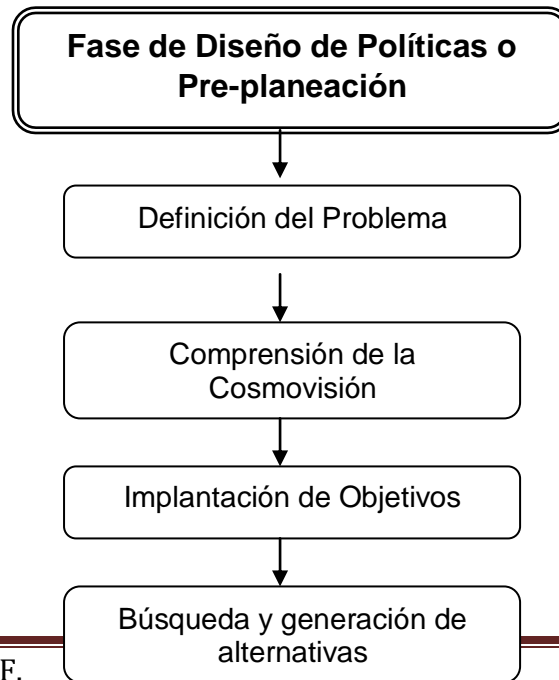 Fase de Diseño de Políticas o
Pre-planeación
Definición del Problema
Comprensión de la
Cosmovisión
Implantación de Objetivos
Búsqueda y generación de
alternativas
F.